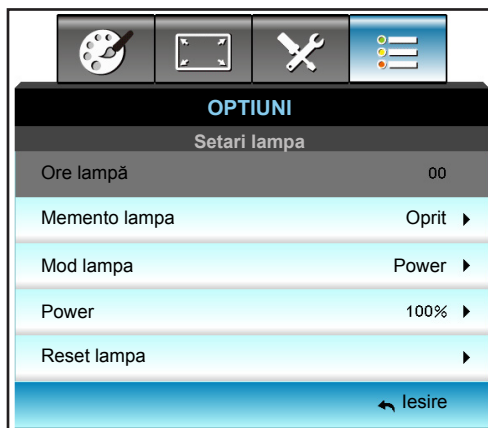 OPTIUNI
Setari lampa
Ore lampă 00
Memento lampa Oprit
Mod lampa Power
Power 100%
Reset lampa
Iesire